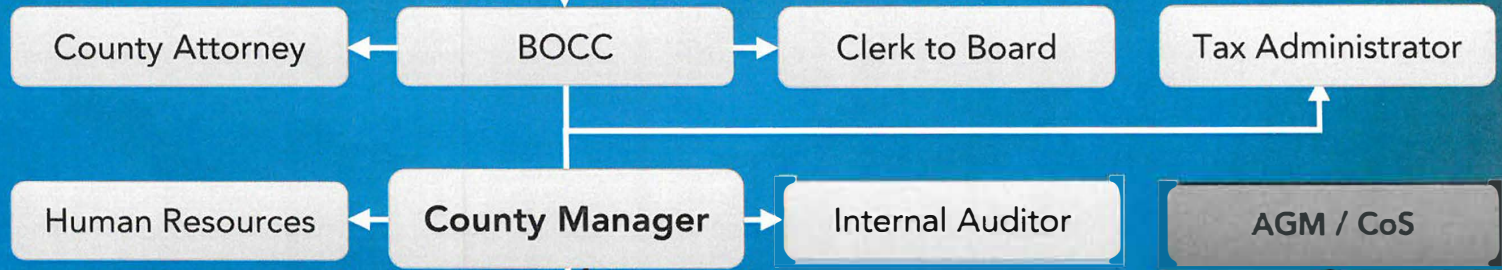 County Attorney
BOCC
Clerk to Board
Tax Administrator
Human Resources
County Manager
Internal Auditor
AGM / CoS